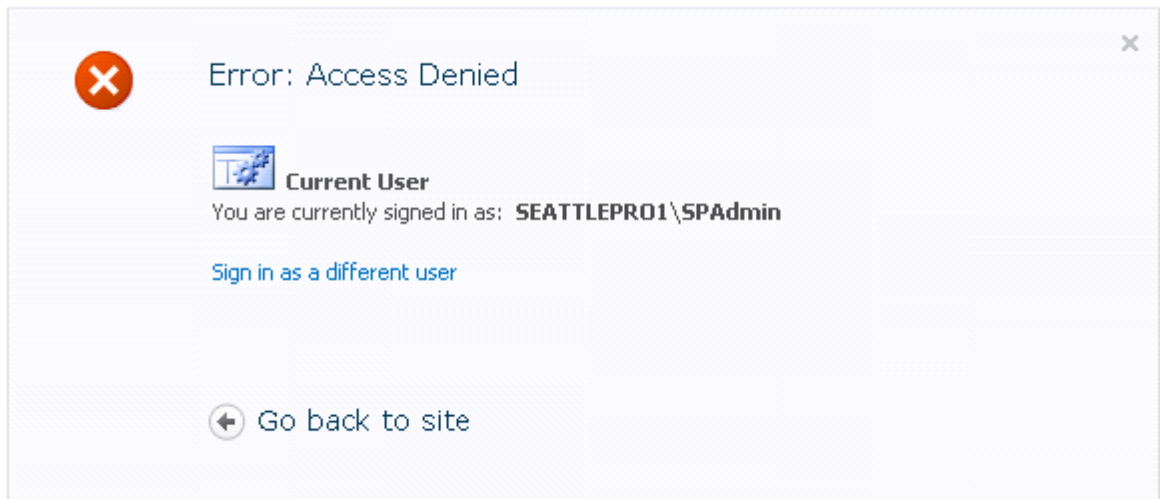 Error: Access Denied
Current User
You are currently signed in as: SEATTLEPRO1\SPAdmin
Sign in as a different user
Go back to site